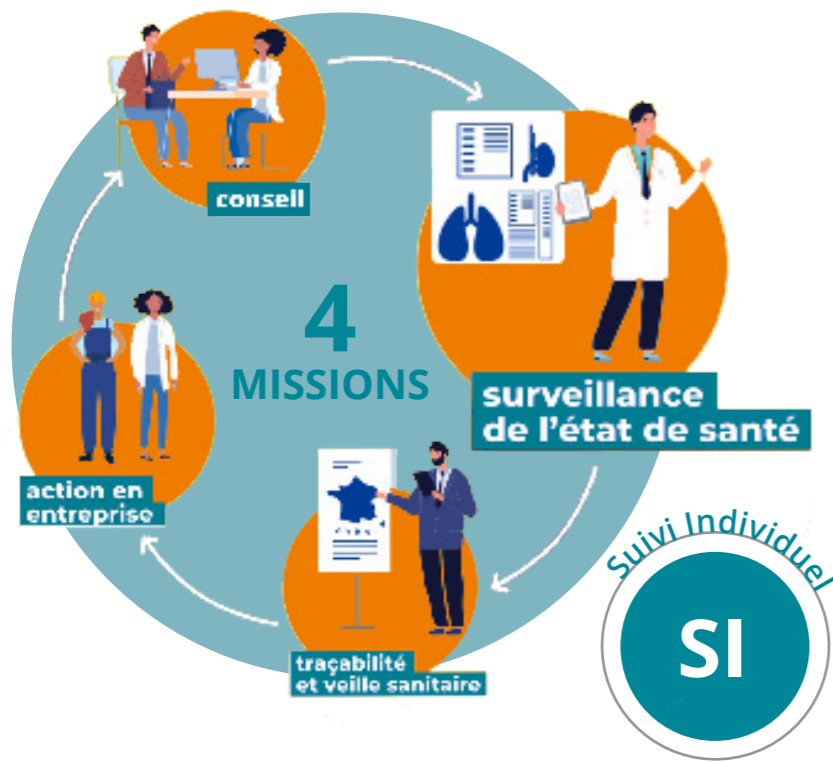 conseil
4
MISSIONS
surveillance
de l'état de santé
action en
entreprise
traçabilité
et veille sanitaire
Suivi Individuel
SI